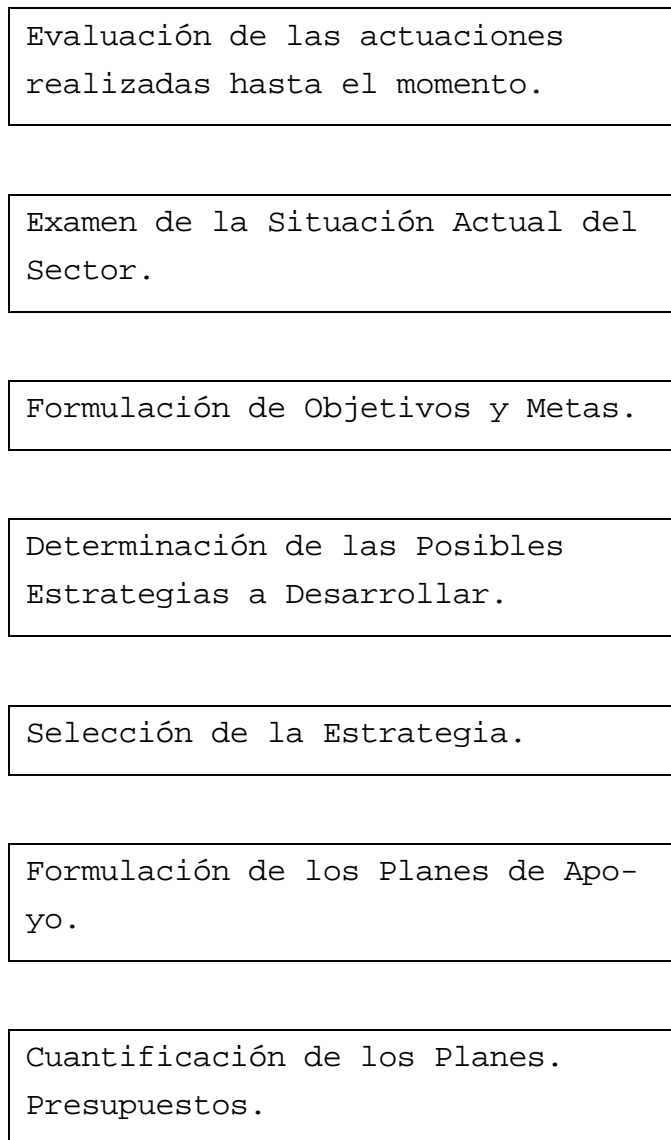 Evaluación de las actuaciones
realizadas hasta el momento.
Examen de la Situación Actual del
Sector.
Formulación de Objetivos y Metas.
Determinación de las Posibles
Estrategias a Desarrollar.
Selección de la Estrategia.
Formulación de los Planes de Apo-
yo.
Cuantificación de los Planes.
Presupuestos.